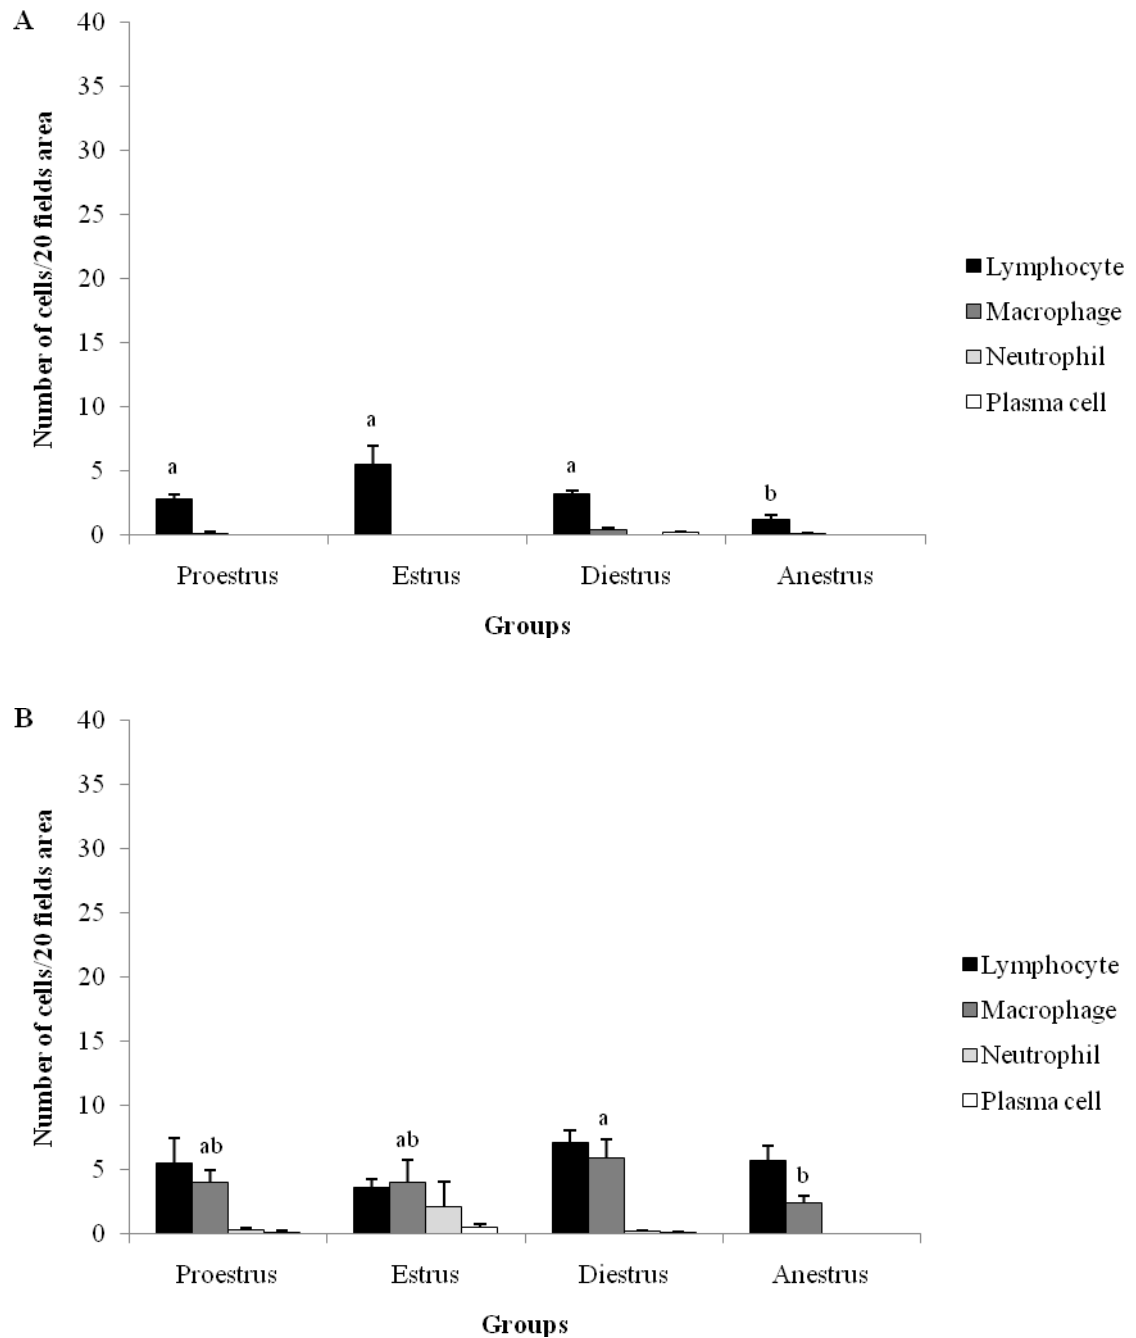 A
40
35
30
25
20
15
10
5
0
Number of cells/20 fields area
a
a
a
b
Proestrus
Estrus
Diestrus
Anestrus
Groups
Lymphocyte
Macrophage
Neutrophil
Plasma cell
B
40
35
30
25
20
15
10
5
0
Number of cells/20 fields area
ab
ab
a
b
Proestrus
Estrus
Diestrus
Anestrus
Groups
Lymphocyte
Macrophage
Neutrophil
Plasma cell